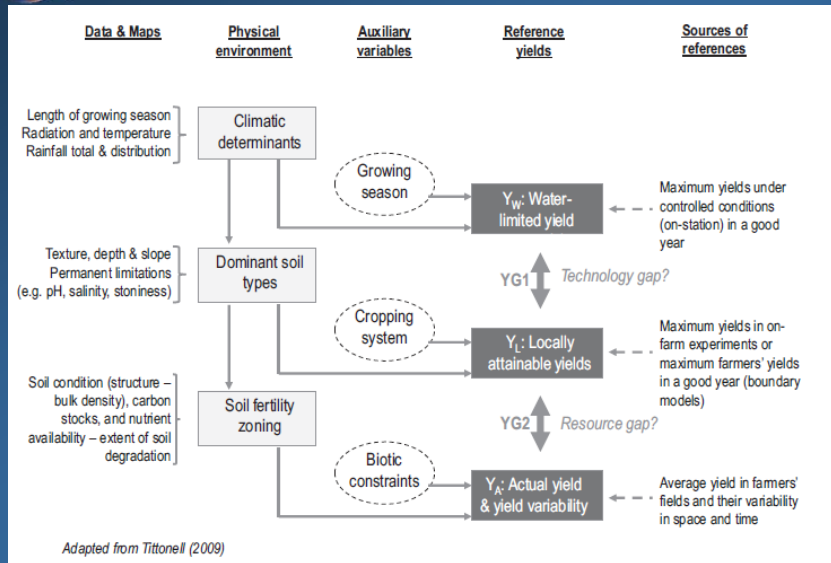 Data & Maps
Physical
environment
Auxiliary
variables
Reference
yields
Sources of
references
Length of growing season
Radiation and temperature
Rainfall total & distribution
Climatic
determinants
Growing
season
Y_W: Water-
limited yield
Maximum yields under
controlled conditions
(on-station) in a good
year
YG1
Technology gap?
Texture, depth & slope
Permanent limitations
(e.g. pH, salinity, stoniness)
Dominant soil
types
Cropping
system
Y_L: Locally
attainable yields
Maximum yields in on-
farm experiments or
maximum farmers' yields
in a good year (boundary
models)
YG2
Resource gap?
Soil condition (structure –
bulk density), carbon
stocks, and nutrient
availability – extent of soil
degradation
Soil fertility
zoning
Biotic
constraints
Y_A: Actual yield
& yield variability
Average yield in farmers'
fields and their variability
in space and time
Adapted from Tittonell (2009)